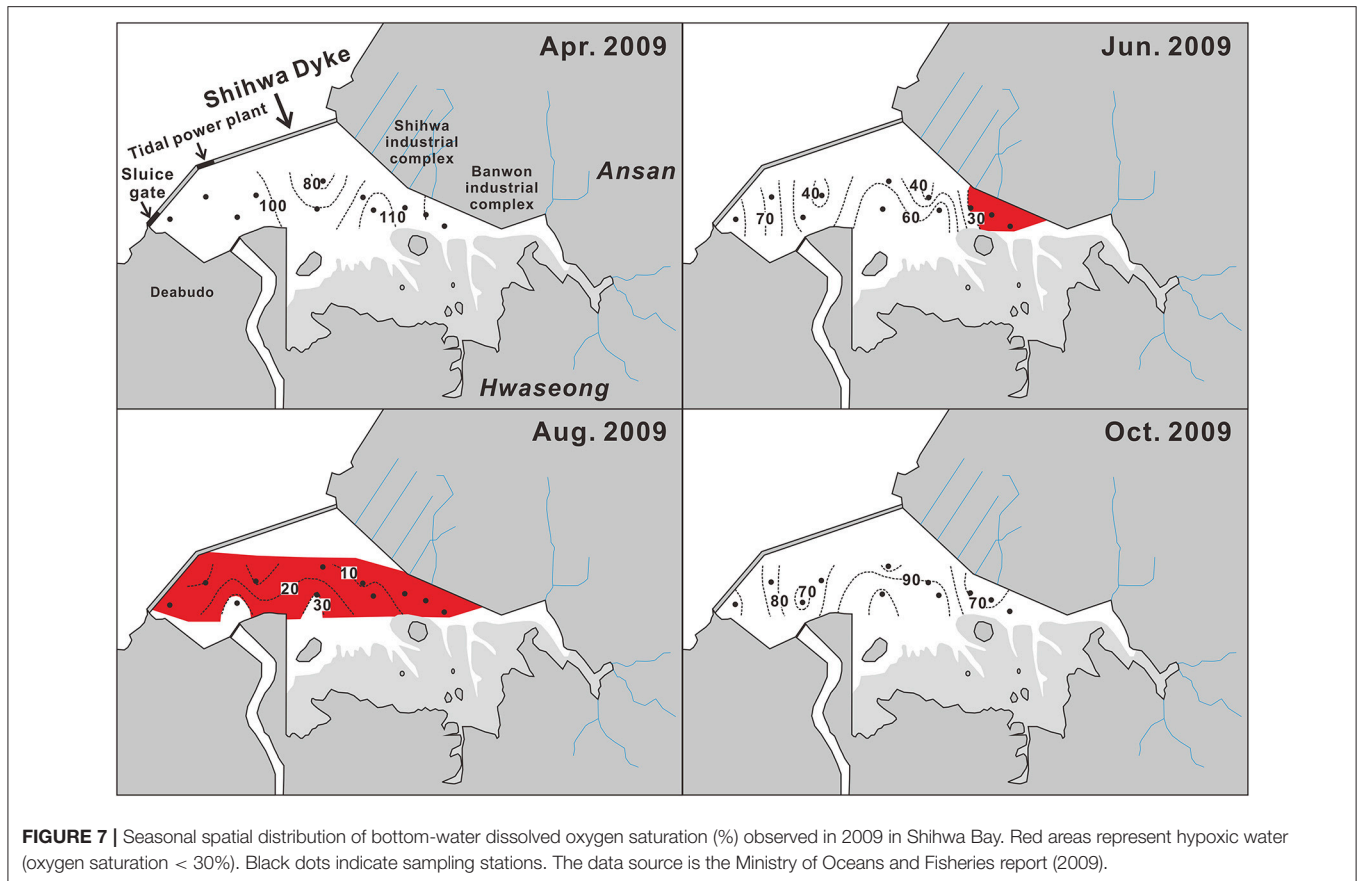 Apr. 2009
Shihwa Dyke
Tidal power plant
Sluice
gate
Shihwa
industrial
complex
Banwon
industrial
complex
Ansan
80
100
110
Deabudo
Hwaseong
Jun. 2009
40
40
70
60
30
Aug. 2009
10
20
30
Oct. 2009
90
80
70
70
FIGURE 7 | Seasonal spatial distribution of bottom-water dissolved oxygen saturation (%) observed in 2009 in Shihwa Bay. Red areas represent hypoxic water
(oxygen saturation < 30%). Black dots indicate sampling stations. The data source is the Ministry of Oceans and Fisheries report (2009).